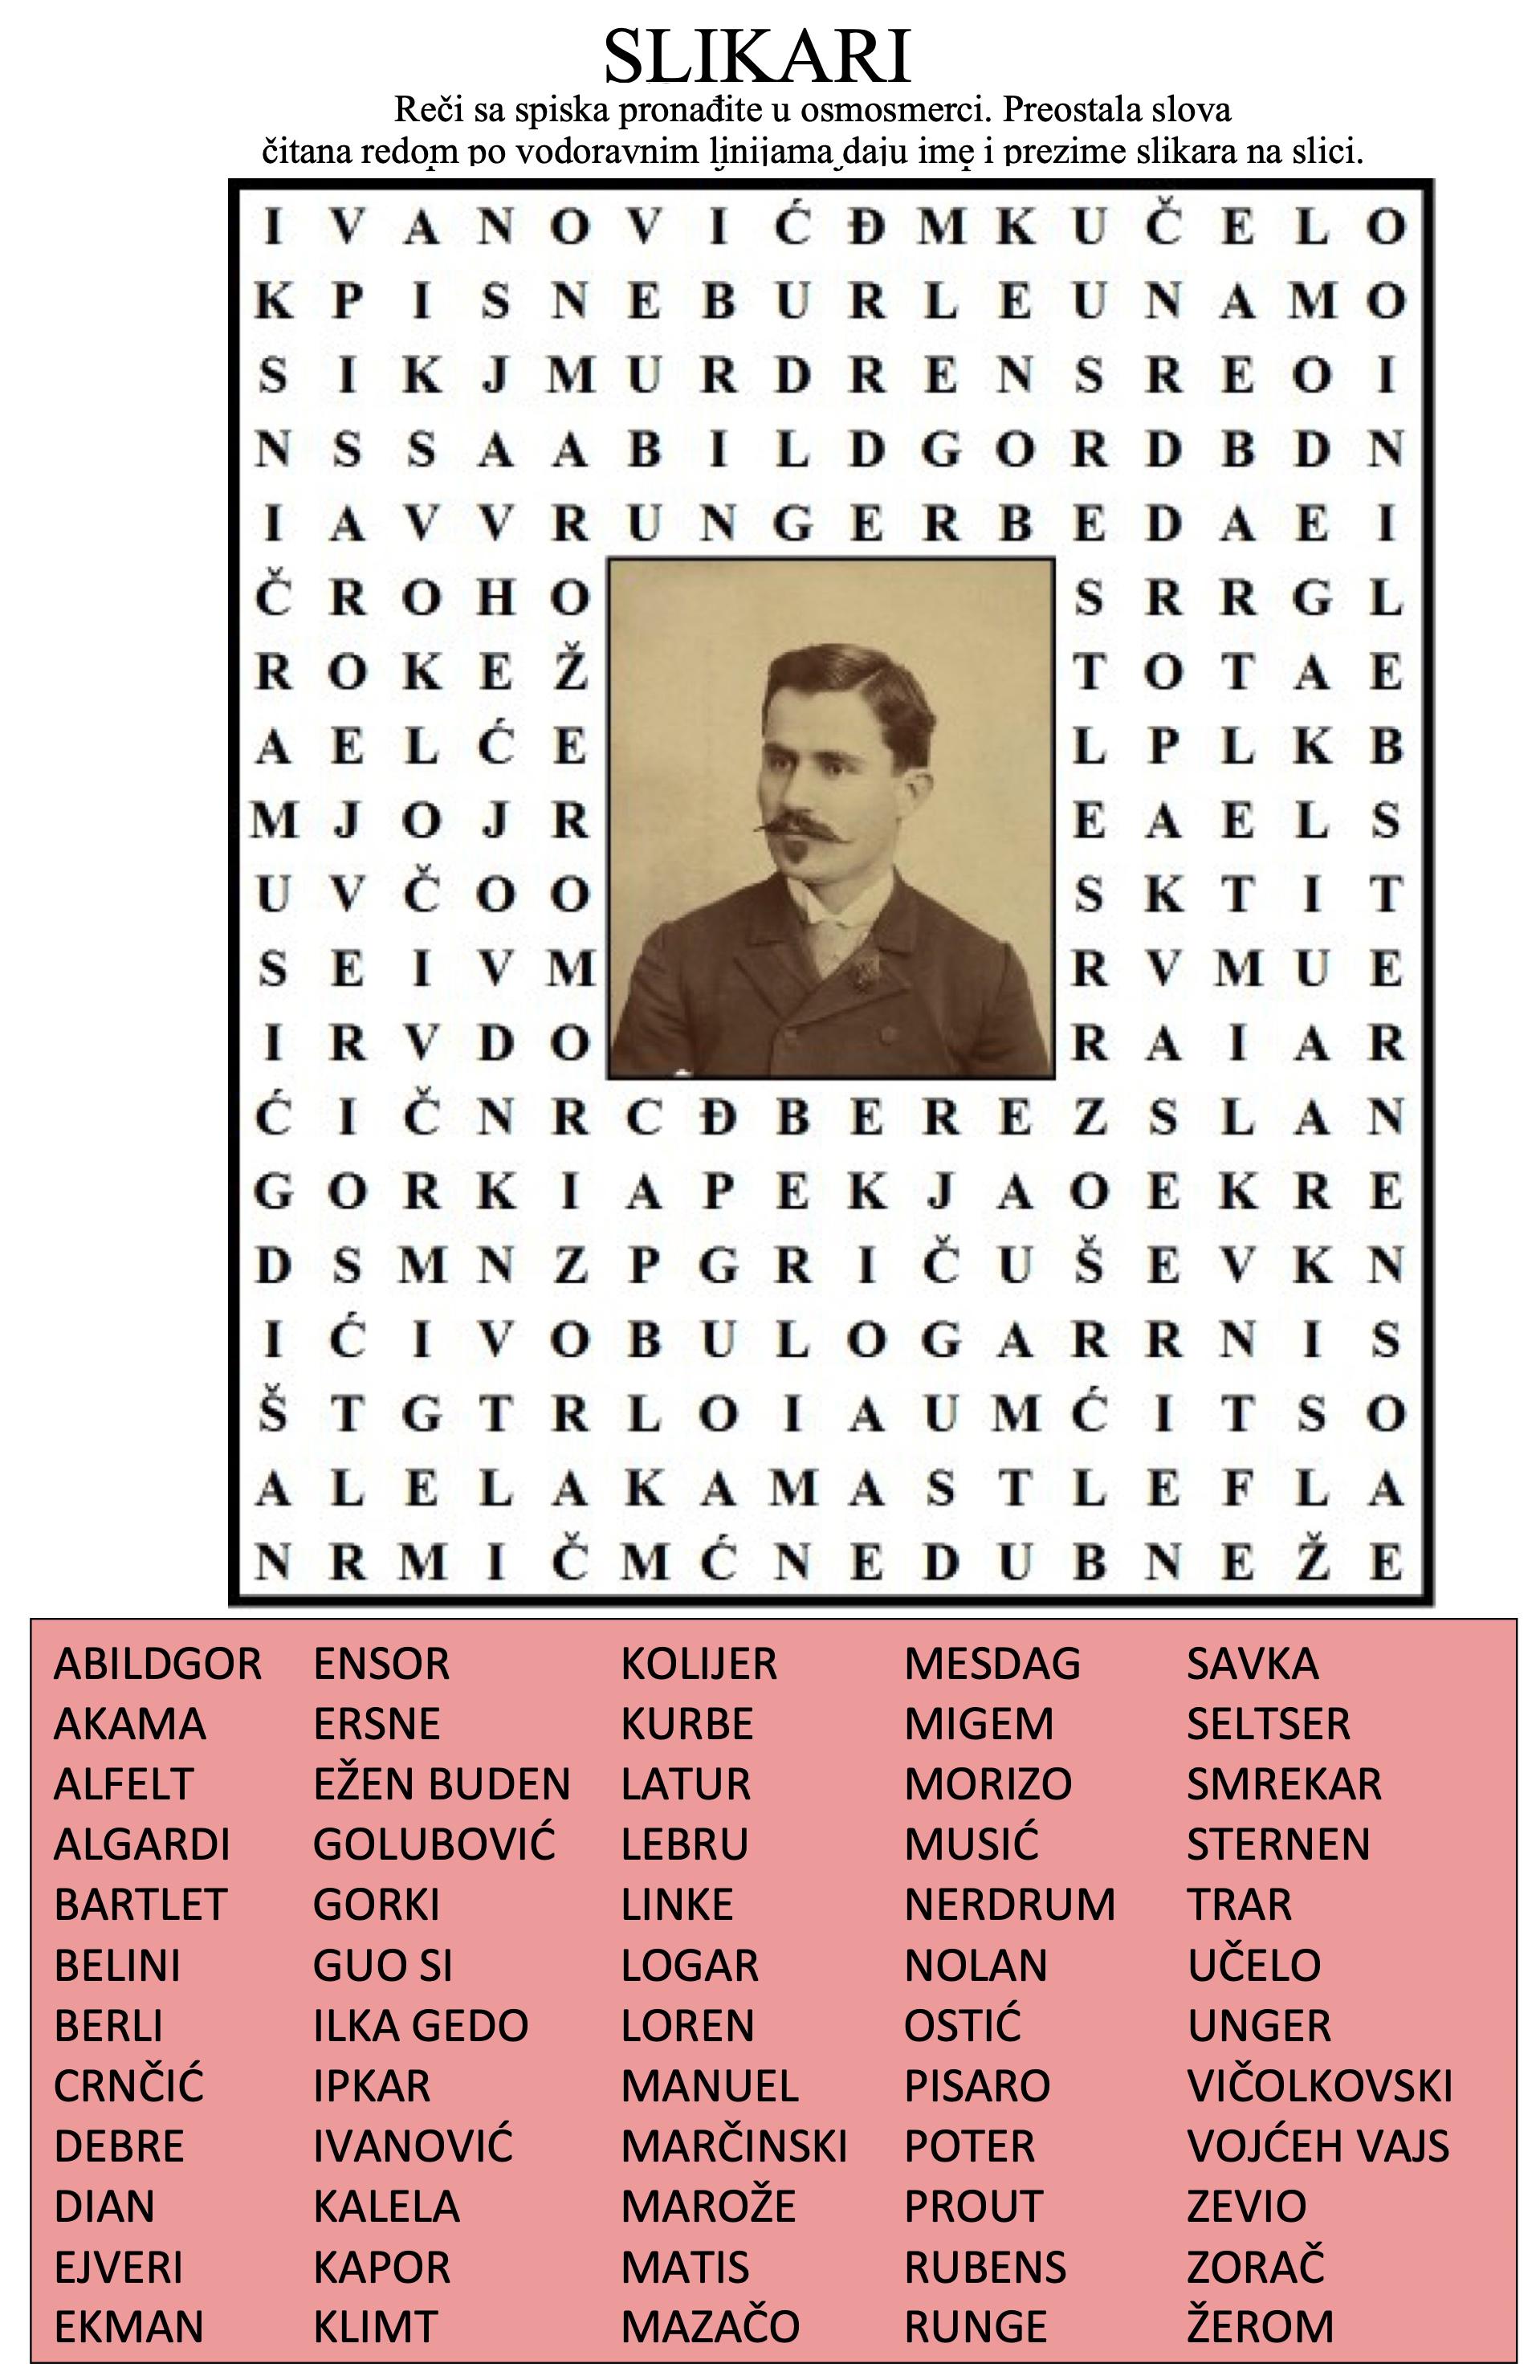 SLIKARI
Reči sa spiska pronađite u osmosmerci. Preostala slova
čitana redom po vodoravnim linijama daju ime i prezime slikara na slici.
I V A N O V I Ć Đ M K U Č E L O
K P I S N E B U R L E U N A M O
S I K J M U R D R E N S R E O I
N S S A A B I L D G O R D B D N
I A V V R U N G E R B E D A E I
Č R O H O S R R G L
R O K E Ž T O T A E
A E L Ć E L P L K B
M J O J R E A E L S
U V Č O O S K T I T
S E I V M R V M U E
I R V D O R A I A R
Ć I Č N R C Đ B E R E Z S L A N
G O R K I A P E K J A O E K R E
D S M N Z P G R I Č U Š E V K N
I Ć I V O B U L O G A R R N I S
Š T G T R L O I A U M Ć I T S O
A L E L A K A M A S T L E F L A
N R M I Č M Ć N E D U B N E Ž E
ABILDGOR ENSOR KOLIJER MESDAG SAVKA
AKAMA ERSNE KURBE MIGEM SELTSER
ALFELT EŽEN BUDEN LATUR MORIZO SMREKAR
ALGARDI GOLUBOVIĆ LEBRU MUSIĆ STERNEN
BARTLET GORKI LINKE NERDRUM TRAR
BELINI GUO SI LOGAR NOLAN UČELO
BERLI ILKA GEDO LOREN OSTIĆ UNGER
CRNČIĆ IPKAR MANUEL PISARO VIČOLKOVSKI
DEBRE IVANOVIĆ MARČINSKI POTER VOJĆEH VAJS
DIAN KALELA MAROŽE PROUT ZEVIO
EJVERI KAPOR MATIS RUBENS ZORAČ
EKMAN KLIMT MAZAČO RUNGE ŽEROM